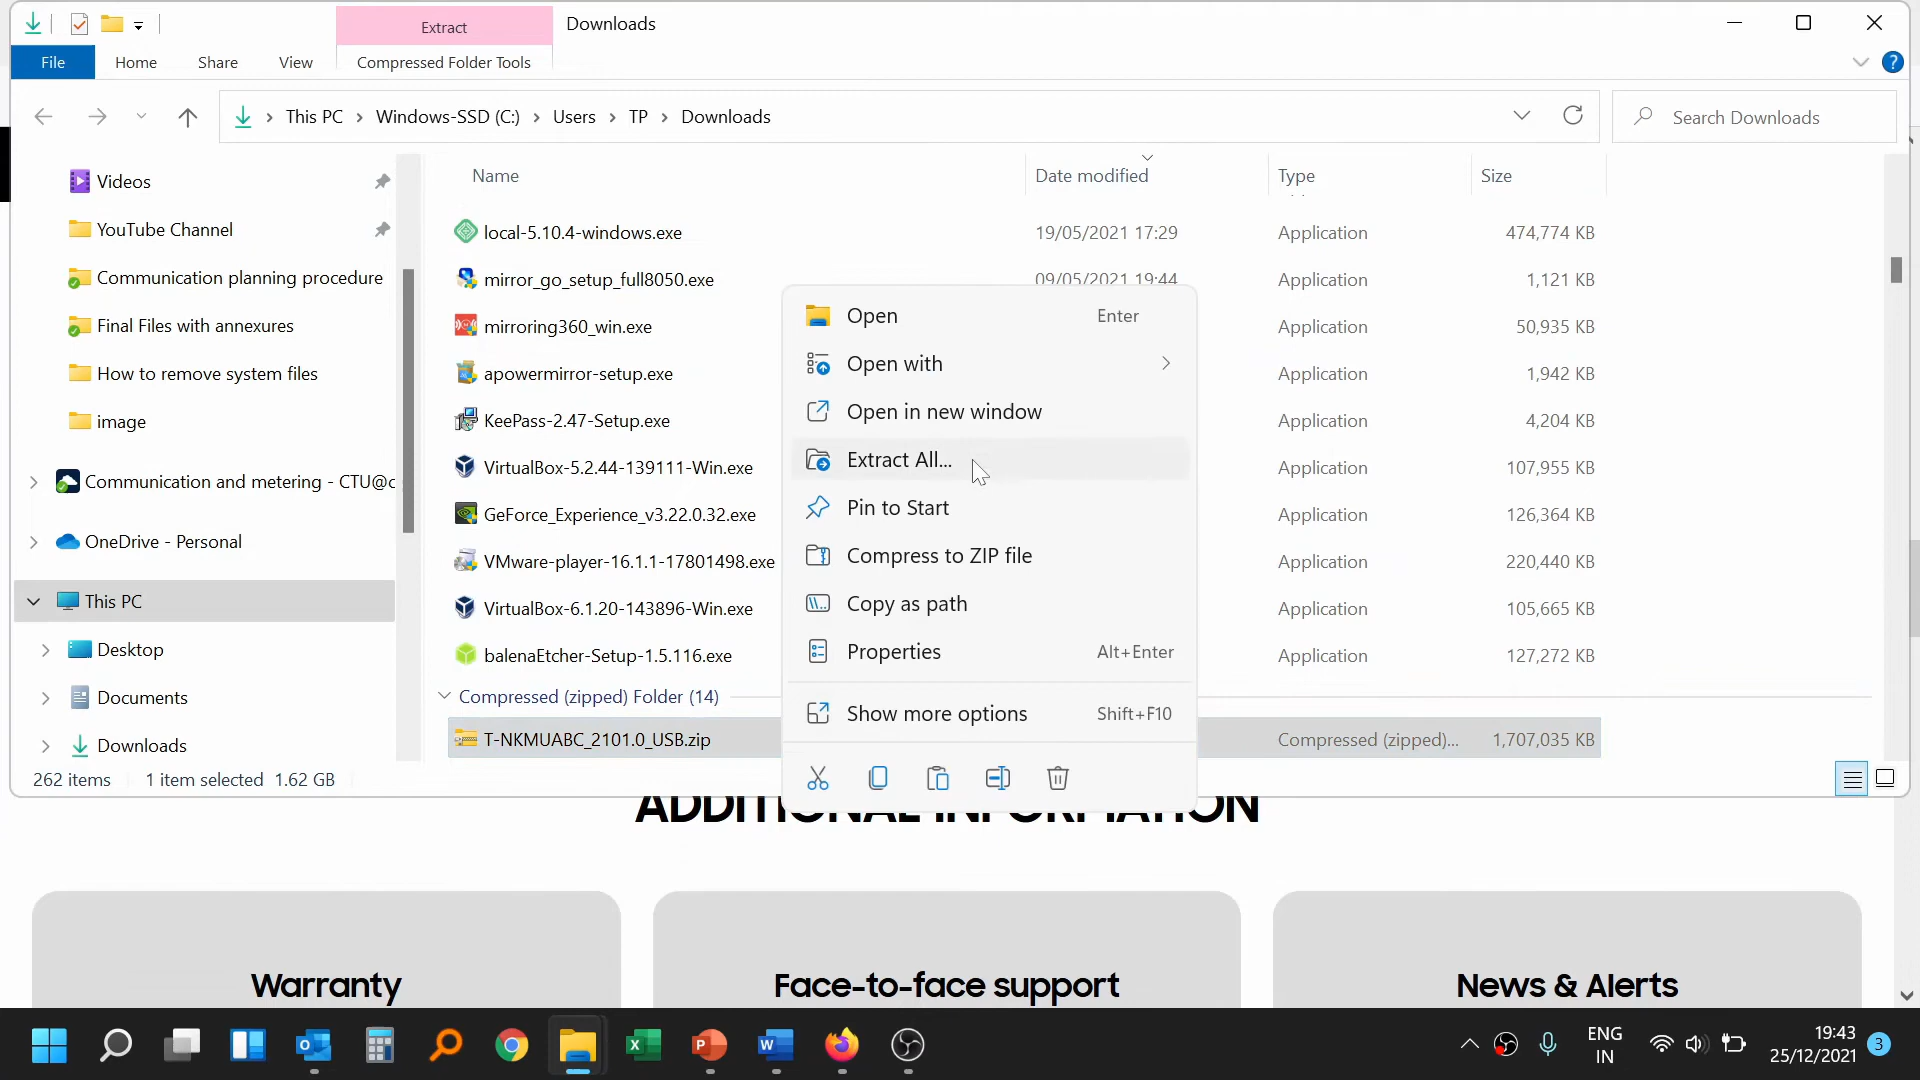 Extract
Downloads
File
Home
Share
View
Compressed Folder Tools
?
This PC > Windows-SSD (C:) > Users > TP > Downloads
Search Downloads
Name
Date modified
Type
Size
Videos
YouTube Channel
Communication planning procedure
Final Files with annexures
How to remove system files
image
Communication and metering - CTU@c
OneDrive - Personal
This PC
Desktop
Documents
Downloads
local-5.10.4-windows.exe 19/05/2021 17:29 Application 474,774 KB
mirror_go_setup_full8050.exe 09/05/2021 19:44 Application 1,121 KB
mirroring360_win.exe Application 50,935 KB
apowermirror-setup.exe Application 1,942 KB
KeePass-2.47-Setup.exe Application 4,204 KB
VirtualBox-5.2.44-139111-Win.exe Application 107,955 KB
GeForce_Experience_v3.22.0.32.exe Application 126,364 KB
VMware-player-16.1.1-17801498.exe Application 220,440 KB
VirtualBox-6.1.20-143896-Win.exe Application 105,665 KB
balenaEtcher-Setup-1.5.116.exe Application 127,272 KB
Compressed (zipped) Folder (14)
T-NKMUABC_2101.0_USB.zip Compressed (zipped)... 1,707,035 KB
Open Enter
Open with
Open in new window
Extract All...
Pin to Start
Compress to ZIP file
Copy as path
Properties Alt+Enter
Show more options Shift+F10
262 items 1 item selected 1.62 GB
ADDITIONAL INFORMATION
Warranty
Face-to-face support
News & Alerts
ENG
IN
19:43
25/12/2021
3